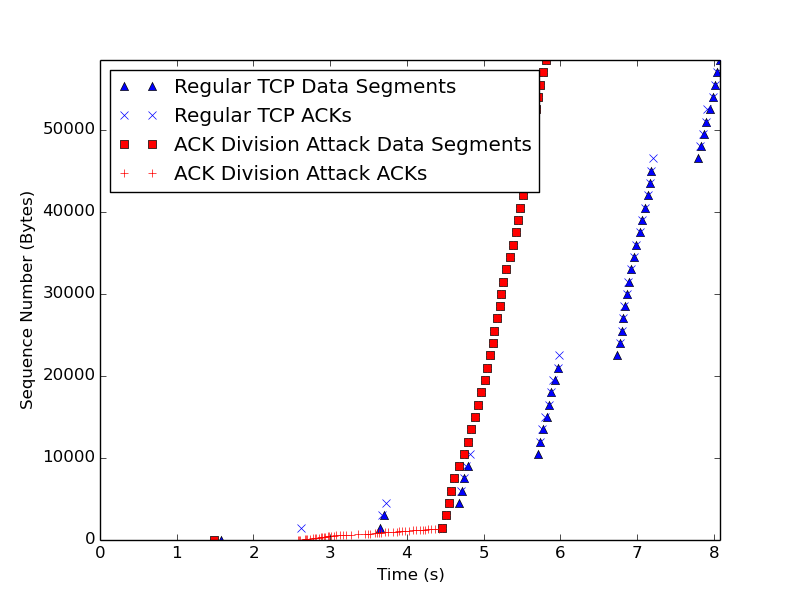 Regular TCP Data Segments
Regular TCP ACKs
ACK Division Attack Data Segments
ACK Division Attack ACKs
50000
40000
30000
20000
10000
0
Sequence Number (Bytes)
0 1 2 3 4 5 6 7 8
Time (s)